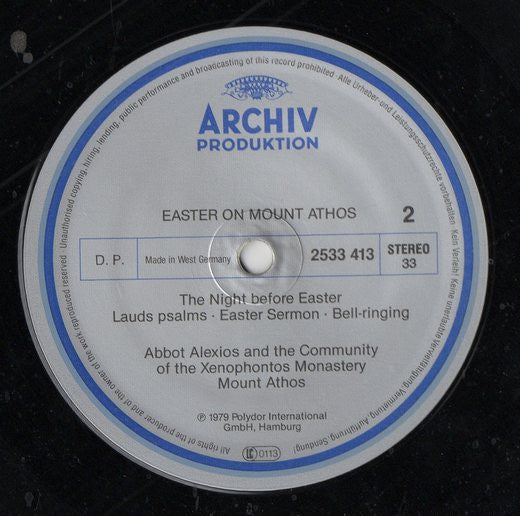 ARCHIV
PRODUKTION
EASTER ON MOUNT ATHOS 2
D. P. Made in West Germany 2533 413 STEREO
33
The Night before Easter
Lauds psalms · Easter Sermon · Bell-ringing
Abbot Alexios and the Community
of the Xenophontos Monastery
Mount Athos
℗ 1979 Polydor International
GmbH, Hamburg
LC 0113
All rights of the producer and of the owner of the work reproduced reserved · Unauthorised copying, hiring, lending, public performance and broadcasting of this record prohibited · Alle Urheber- und Leistungsschutzrechte vorbehalten · Kein Verleih! Keine unerlaubte Vervielfältigung, Vermietung, Aufführung, Sendung!